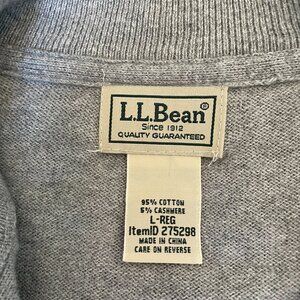 L.L.Bean®
Since 1912
QUALITY GUARANTEED
95% COTTON
5% CASHMERE
L-REG
ItemID 275298
MADE IN CHINA
CARE ON REVERSE